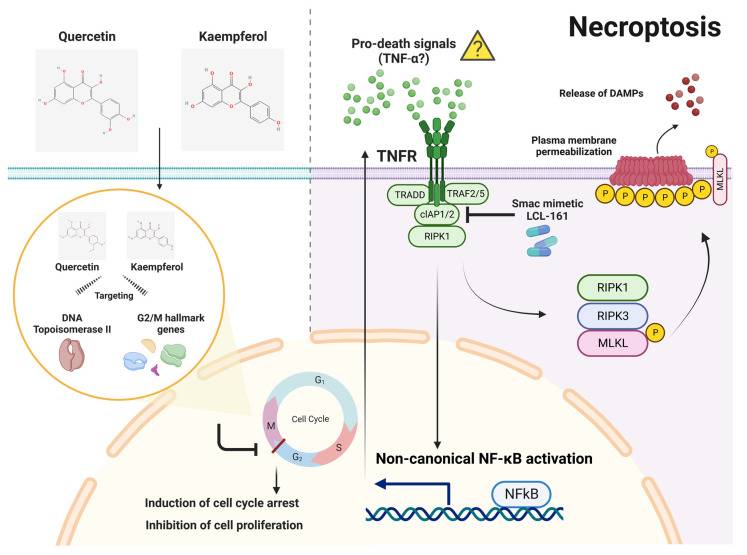 Necroptosis
Quercetin
Kaempferol
Pro-death signals
(TNF-α?)
?
TNFR
TRADD
TRAF2/5
cIAP1/2
RIPK1
Smac mimetic
LCL-161
Release of DAMPs
Plasma membrane
permeabilization
P
P
P
P
P
P
P
MLKL
Quercetin
Kaempferol
Targeting
DNA
Topoisomerase II
G2/M hallmark
genes
RIPK1
RIPK3
MLKL
P
G₁
Cell Cycle
M
S
G₂
Induction of cell cycle arrest
Inhibition of cell proliferation
Non-canonical NF-κB activation
NFkB